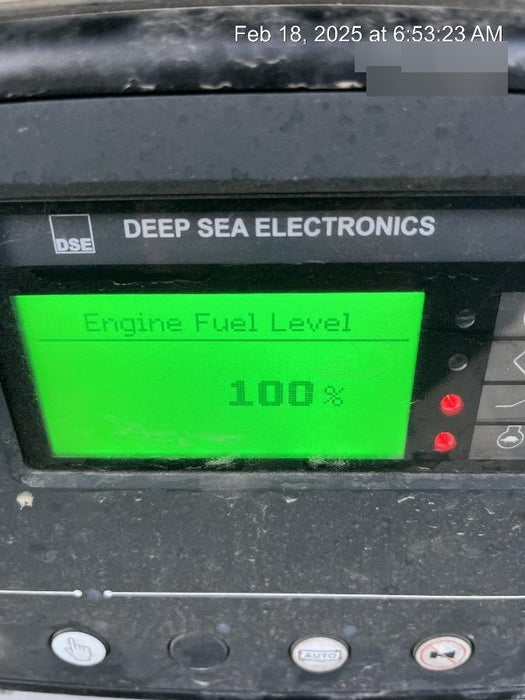 Feb 18, 2025 at 6:53:23 AM
DSE
DEEP SEA ELECTRONICS
Engine Fuel Level
100%
AUTO